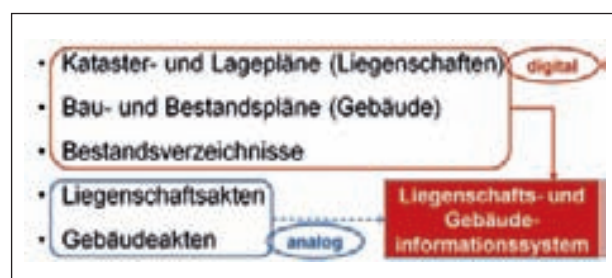 • Kataster- und Lagepläne (Liegenschaften)
digital
• Bau- und Bestandspläne (Gebäude)
• Bestandsverzeichnisse
• Liegenschaftsakten
• Gebäudeakten
analog
Liegenschafts- und
Gebäude-
informationssystem